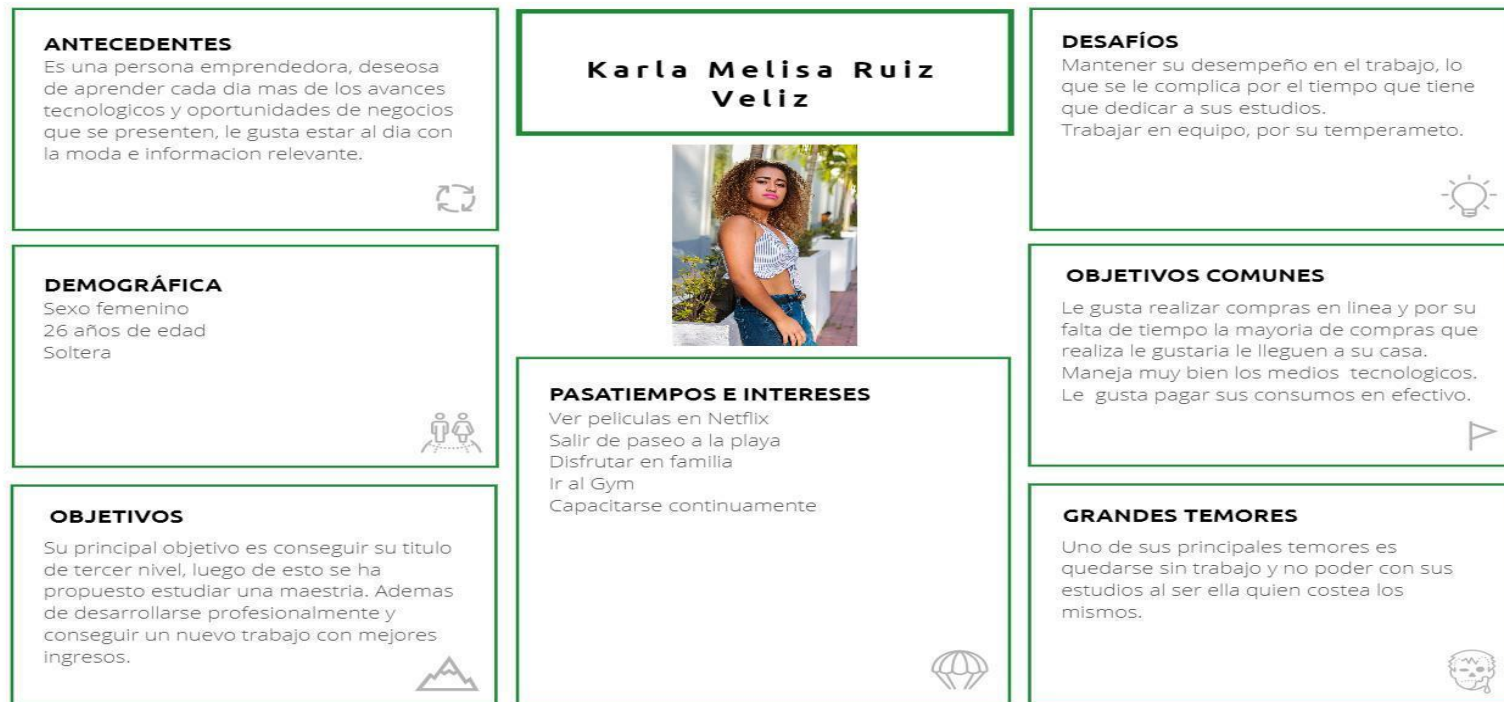 ANTECEDENTES
Es una persona emprendedora, deseosa
de aprender cada dia mas de los avances
tecnologicos y oportunidades de negocios
que se presenten, le gusta estar al dia con
la moda e informacion relevante.
DEMOGRÁFICA
Sexo femenino
26 años de edad
Soltera
OBJETIVOS
Su principal objetivo es conseguir su titulo
de tercer nivel, luego de esto se ha
propuesto estudiar una maestria. Ademas
de desarrollarse profesionalmente y
conseguir un nuevo trabajo con mejores
ingresos.
Karla Melisa Ruiz
Veliz
PASATIEMPOS E INTERESES
Ver peliculas en Netflix
Salir de paseo a la playa
Disfrutar en familia
Ir al Gym
Capacitarse continuamente
DESAFÍOS
Mantener su desempeño en el trabajo, lo
que se le complica por el tiempo que tiene
que dedicar a sus estudios.
Trabajar en equipo, por su temperameto.
OBJETIVOS COMUNES
Le gusta realizar compras en linea y por su
falta de tiempo la mayoria de compras que
realiza le gustaria le lleguen a su casa.
Maneja muy bien los medios tecnologicos.
Le gusta pagar sus consumos en efectivo.
GRANDES TEMORES
Uno de sus principales temores es
quedarse sin trabajo y no poder con sus
estudios al ser ella quien costea los
mismos.